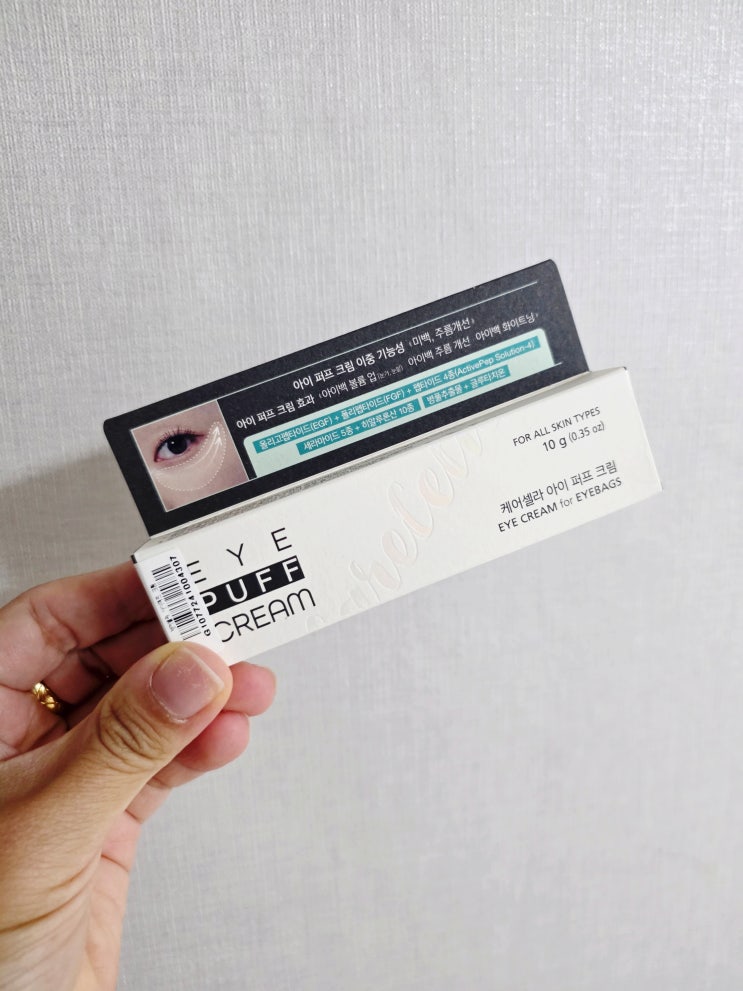 아이 퍼프 크림 이중 기능성 《미백, 주름개선》
아이 퍼프 크림 효과 《아이백 볼륨 업 아이백 주름 개선 아이백 화이트닝》
올리고펩타이드(EGF) + 폴리펩타이드(FGF) + 펩타이드 4종(ActivePep Solution-4)
세라마이드 5종 + 히알루론산 10종 병풀추출물 + 글루타치온
FOR ALL SKIN TYPES
10 g (0.35 oz)
케어셀라 아이 퍼프 크림
EYE CREAM for EYEBAGS
EYE
PUFF
CREAM
G1077241004307